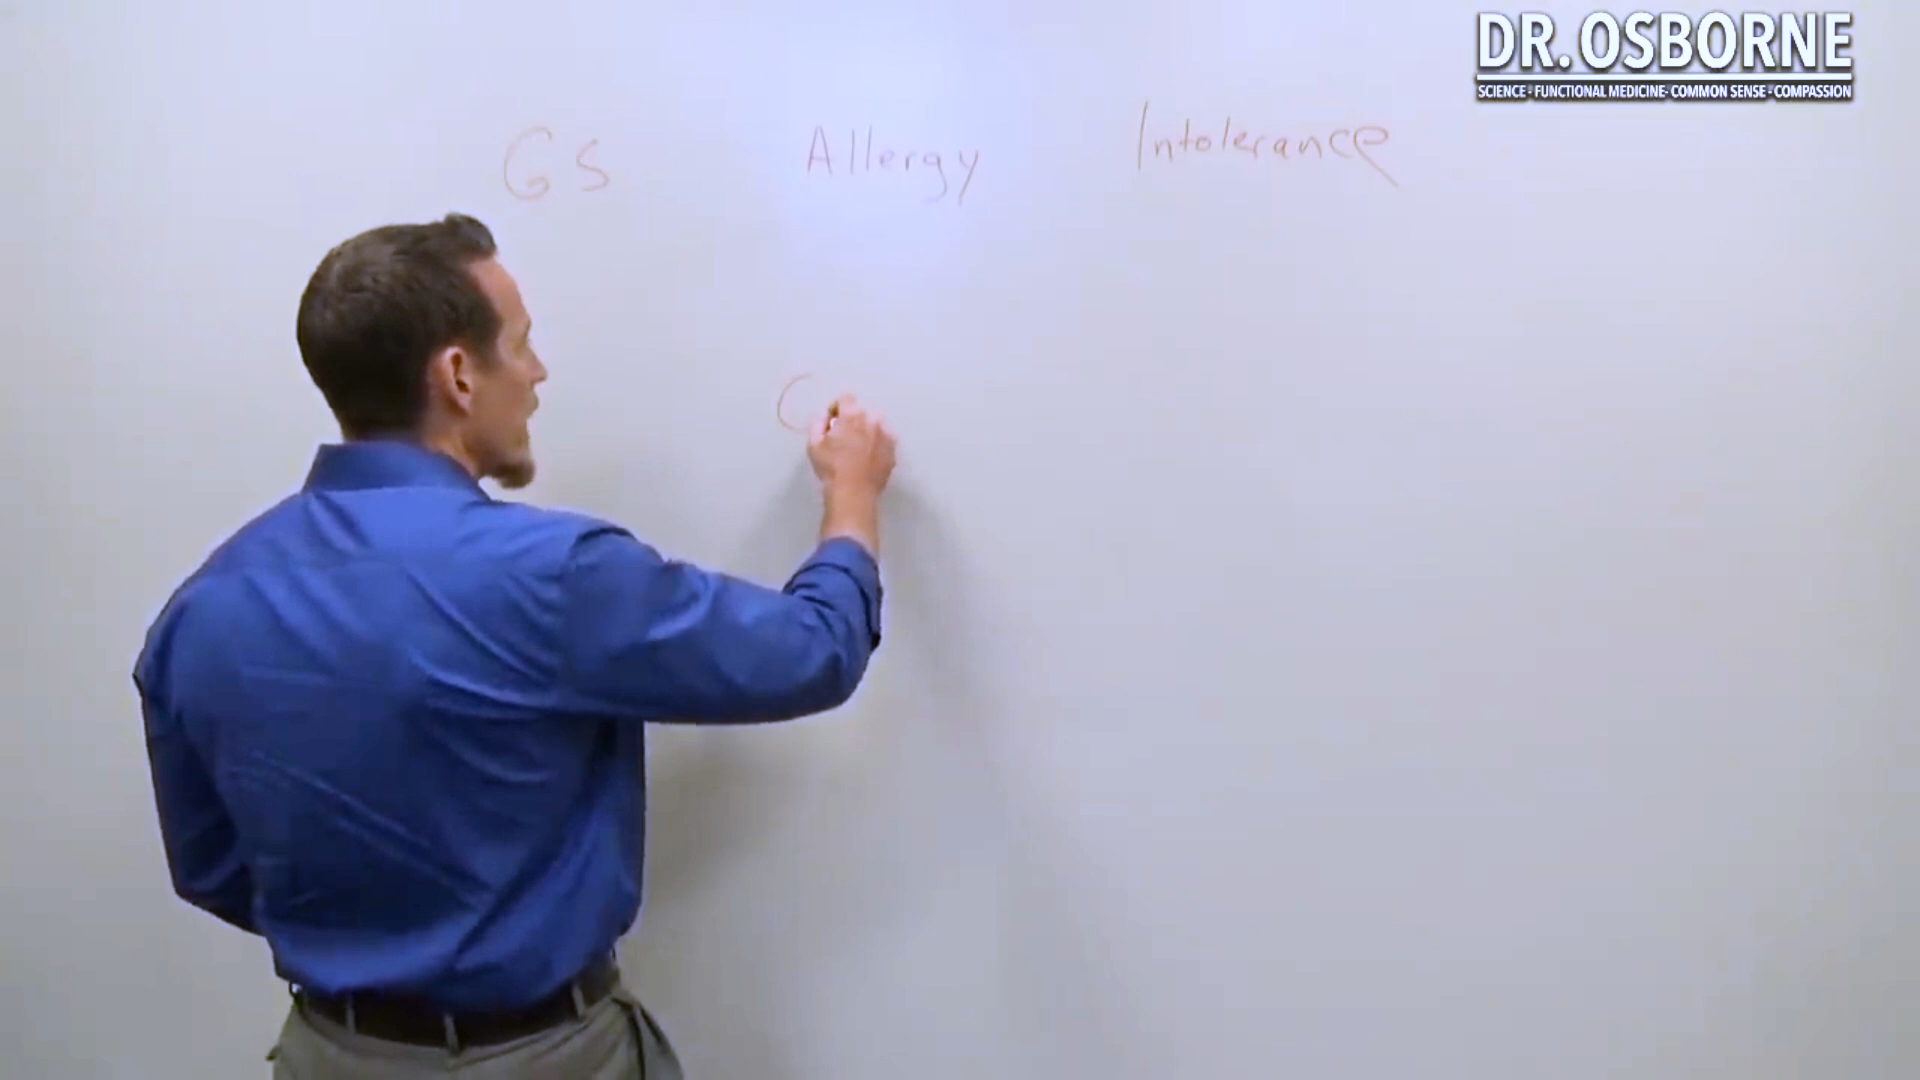 DR. OSBORNE
SCIENCE - FUNCTIONAL MEDICINE - COMMON SENSE - COMPASSION
GS Allergy Intolerance
C